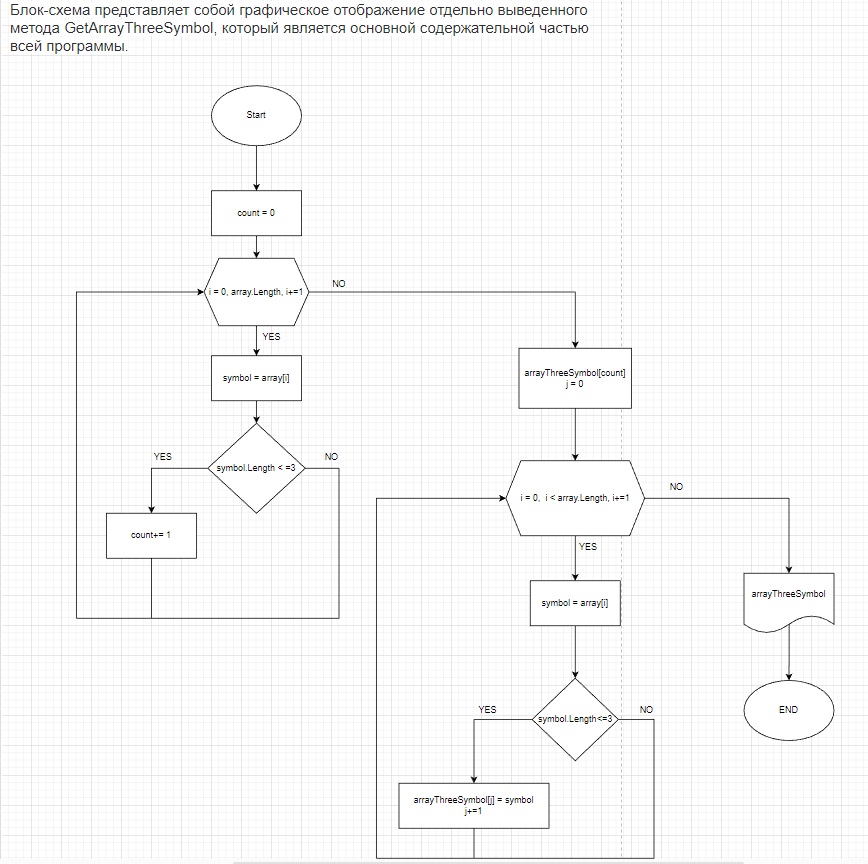 Блок-схема представляет собой графическое отображение отдельно выведенного
метода GetArrayThreeSymbol, который является основной содержательной частью
всей программы.
Start
count = 0
i = 0, array.Length, i+=1
NO
YES
symbol = array[i]
symbol.Length < =3
YES
NO
count+= 1
arrayThreeSymbol[count]
j = 0
i = 0, i < array.Length, i+=1
NO
YES
symbol = array[i]
symbol.Length<=3
YES
NO
arrayThreeSymbol[j] = symbol
j+=1
arrayThreeSymbol
END